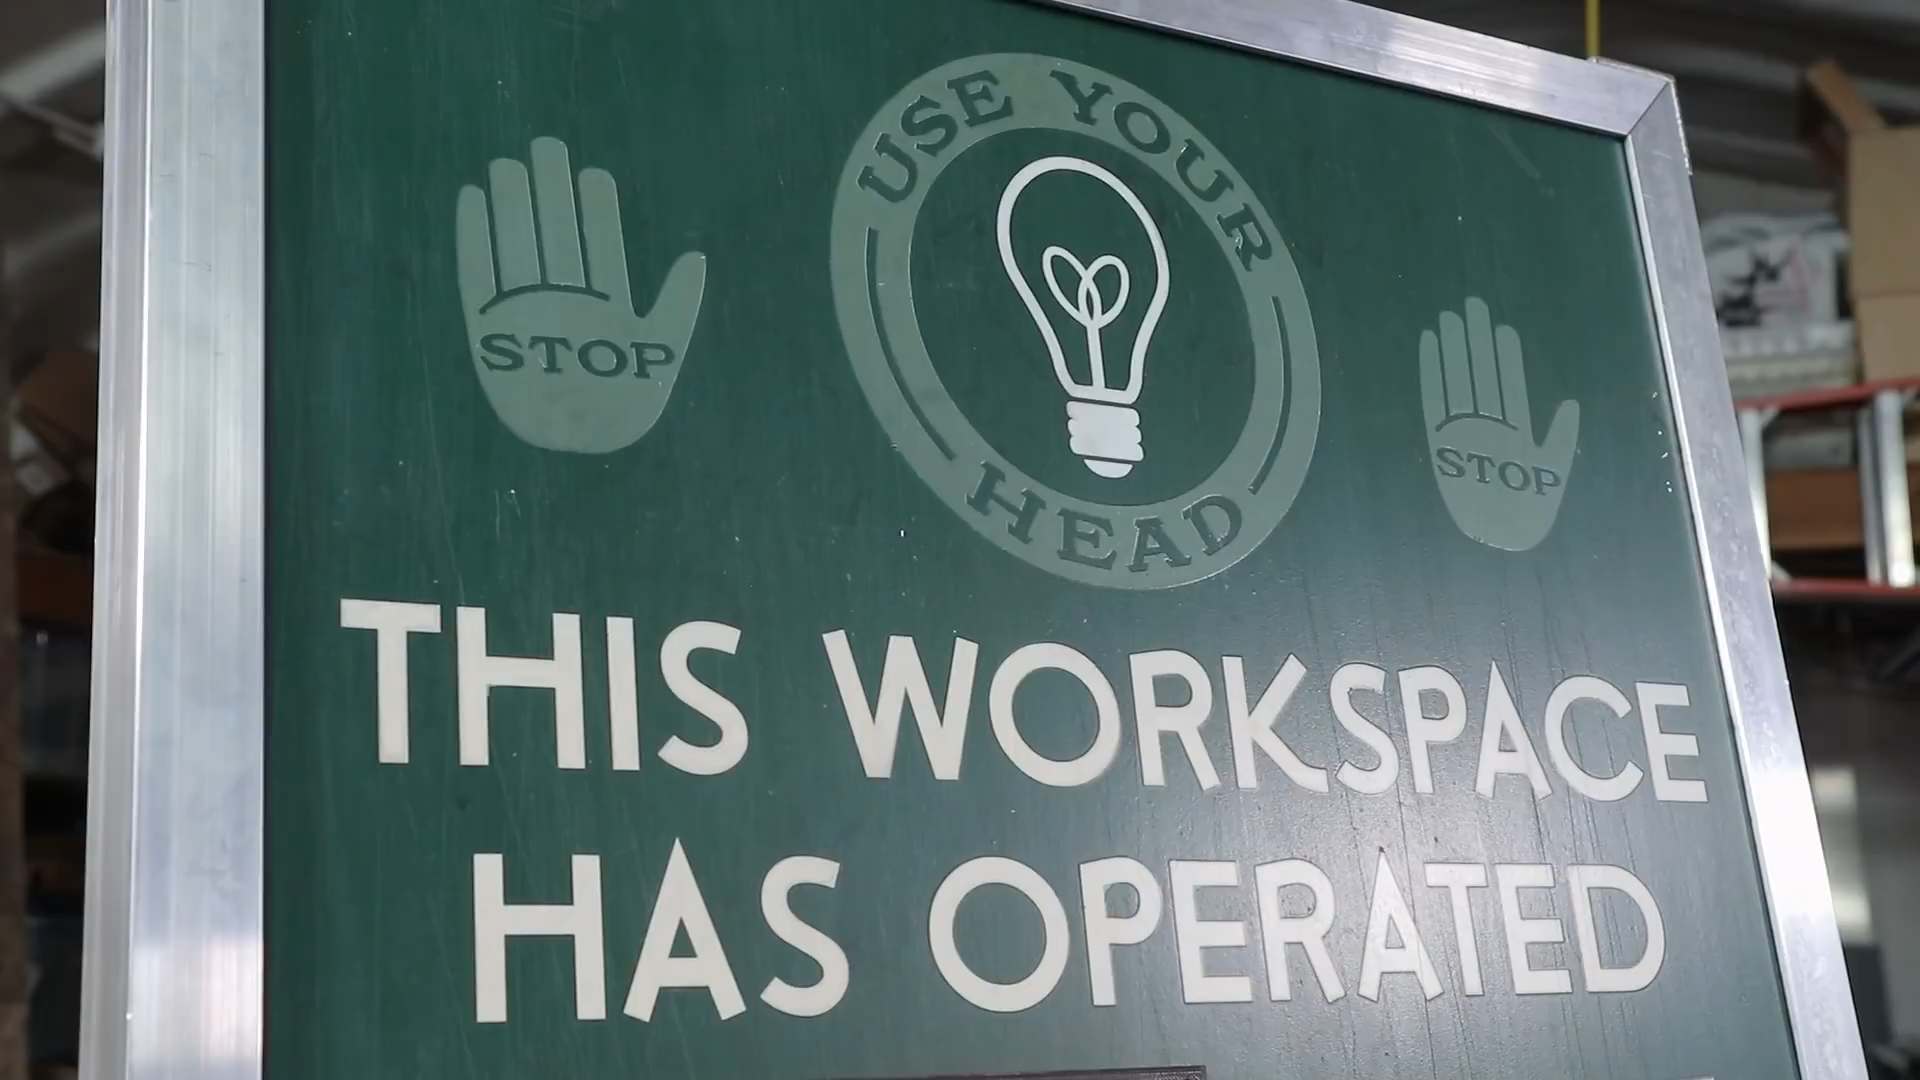 USE YOUR
STOP
STOP
HEAD
THIS WORKSPACE
HAS OPERATED